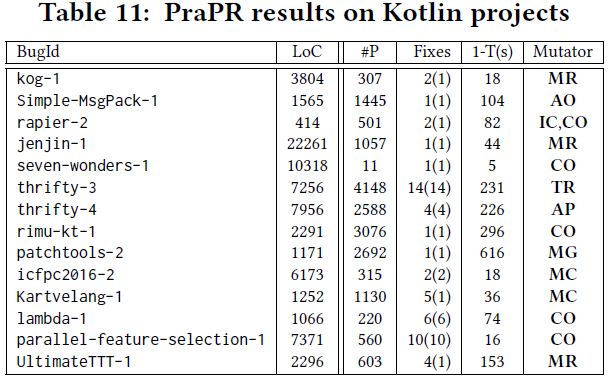 Table 11: PraPR results on Kotlin projects
BugId LoC #P Fixes 1-T(s) Mutator
kog-1 3804 307 2(1) 18 MR
Simple-MsgPack-1 1565 1445 1(1) 104 AO
rapier-2 414 501 2(1) 82 IC,CO
jenjin-1 22261 1057 1(1) 44 MR
seven-wonders-1 10318 11 1(1) 5 CO
thrifty-3 7256 4148 14(14) 231 TR
thrifty-4 7956 2588 4(4) 226 AP
rimu-kt-1 2291 3076 1(1) 296 CO
patchtools-2 1171 2692 1(1) 616 MG
icfpc2016-2 6173 315 2(2) 18 MC
Kartvelang-1 1252 1130 5(1) 36 MC
lambda-1 1066 220 6(6) 74 CO
parallel-feature-selection-1 7371 560 10(10) 16 CO
UltimateTTT-1 2296 603 4(1) 153 MR